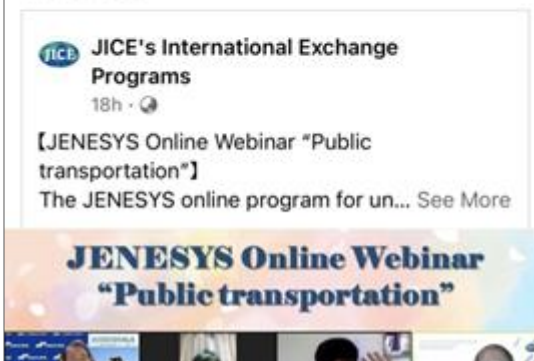 JICE
JICE's International Exchange
Programs
18h ·
【JENESYS Online Webinar "Public
transportation"】
The JENESYS online program for un... See More
JENESYS Online Webinar
"Public transportation"